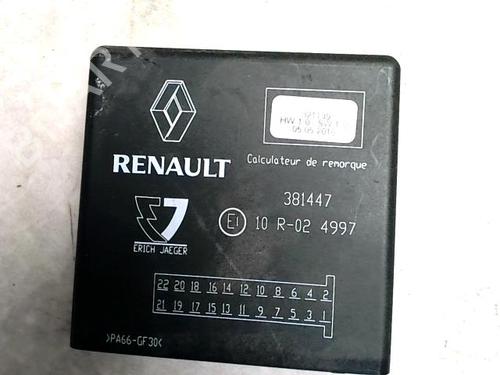 RENAULT
Calculateur de remorque
381447
E1 10 R-02 4997
E7
ERICH JAEGER
22 20 18 16 14 12 10 8 6 4 2
21 19 17 15 13 11 9 7 5 3 1
>PA66-GF30<